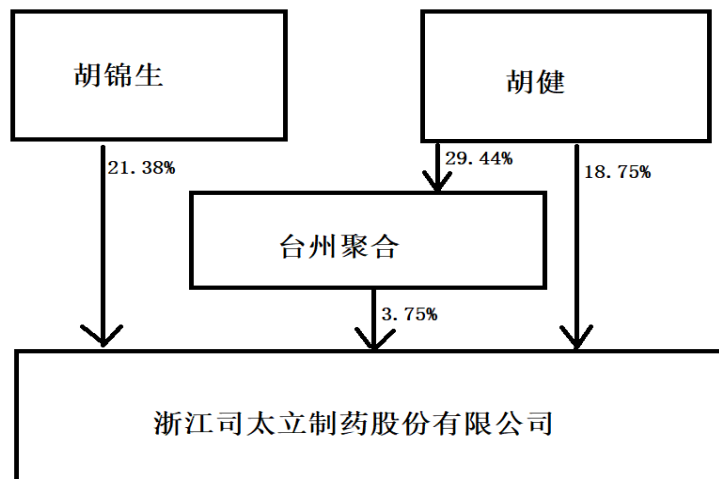 胡锦生
胡健
21.38%
29.44%
18.75%
台州聚合
3.75%
浙江司太立制药股份有限公司